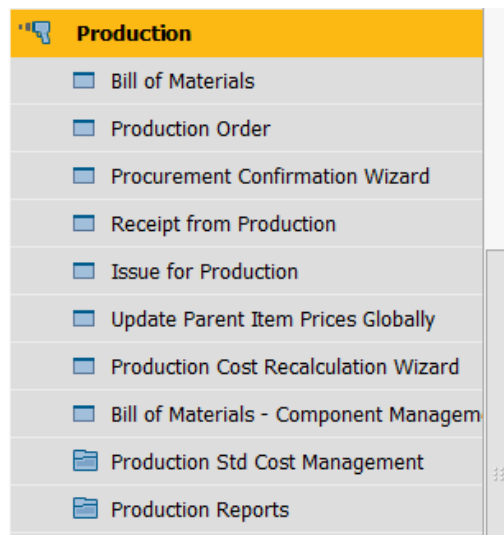 Production
Bill of Materials
Production Order
Procurement Confirmation Wizard
Receipt from Production
Issue for Production
Update Parent Item Prices Globally
Production Cost Recalculation Wizard
Bill of Materials - Component Managem
Production Std Cost Management
Production Reports